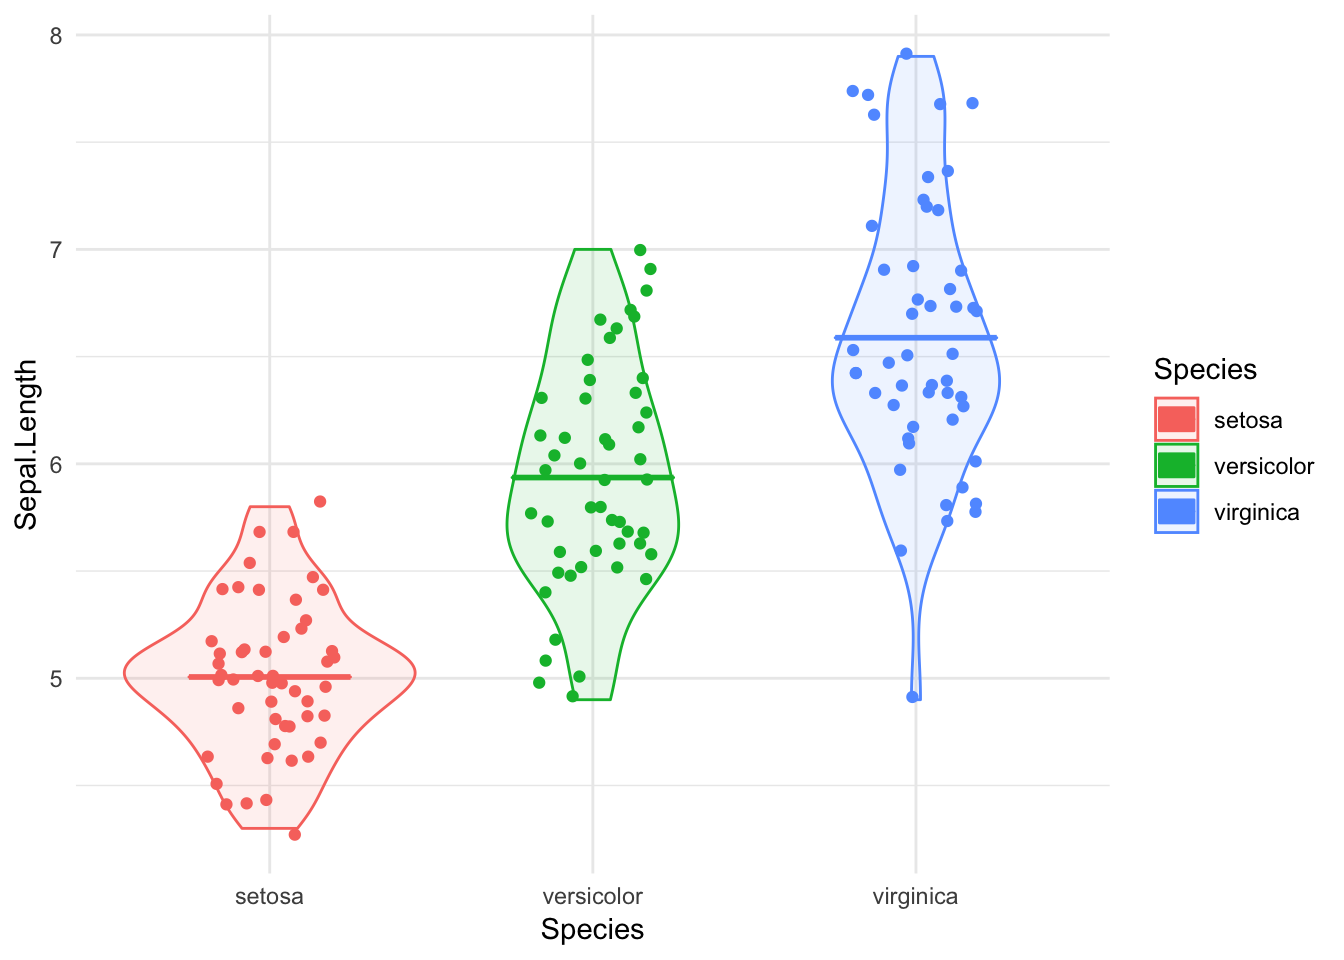 8
7
6
5
Sepal.Length
setosa
versicolor
virginica
Species
Species
setosa
versicolor
virginica